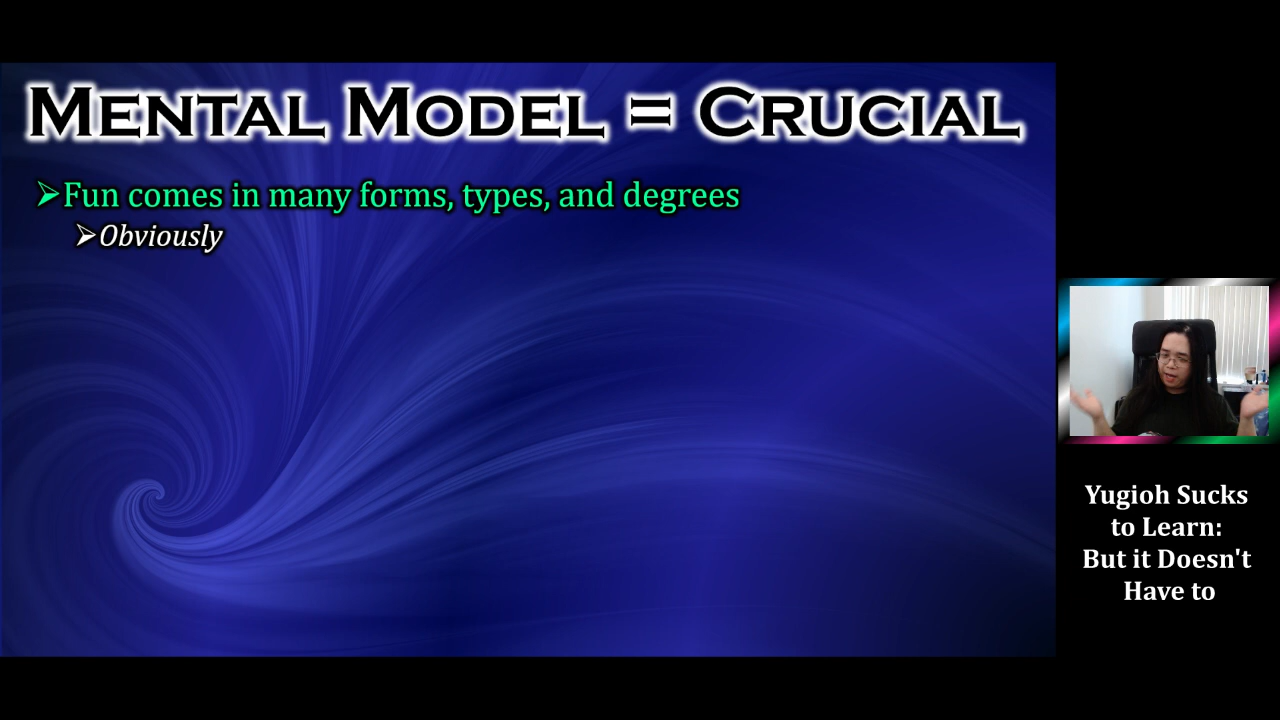 MENTAL MODEL = CRUCIAL
➢Fun comes in many forms, types, and degrees
➢Obviously
Yugioh Sucks
to Learn:
But it Doesn't
Have to